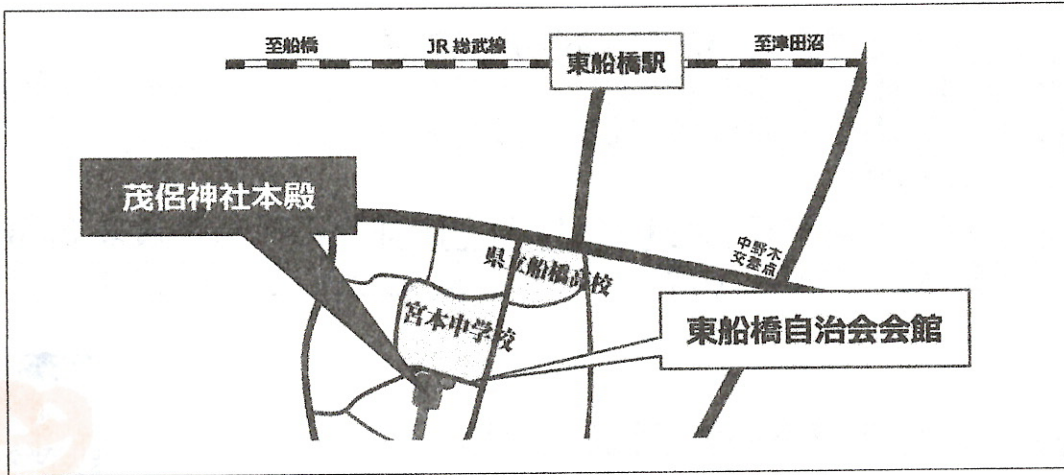 至船橋
JR 総武線
東船橋駅
至津田沼
茂侶神社本殿
中野木
交差点
県立船橋高校
宮本中学校
東船橋自治会会館